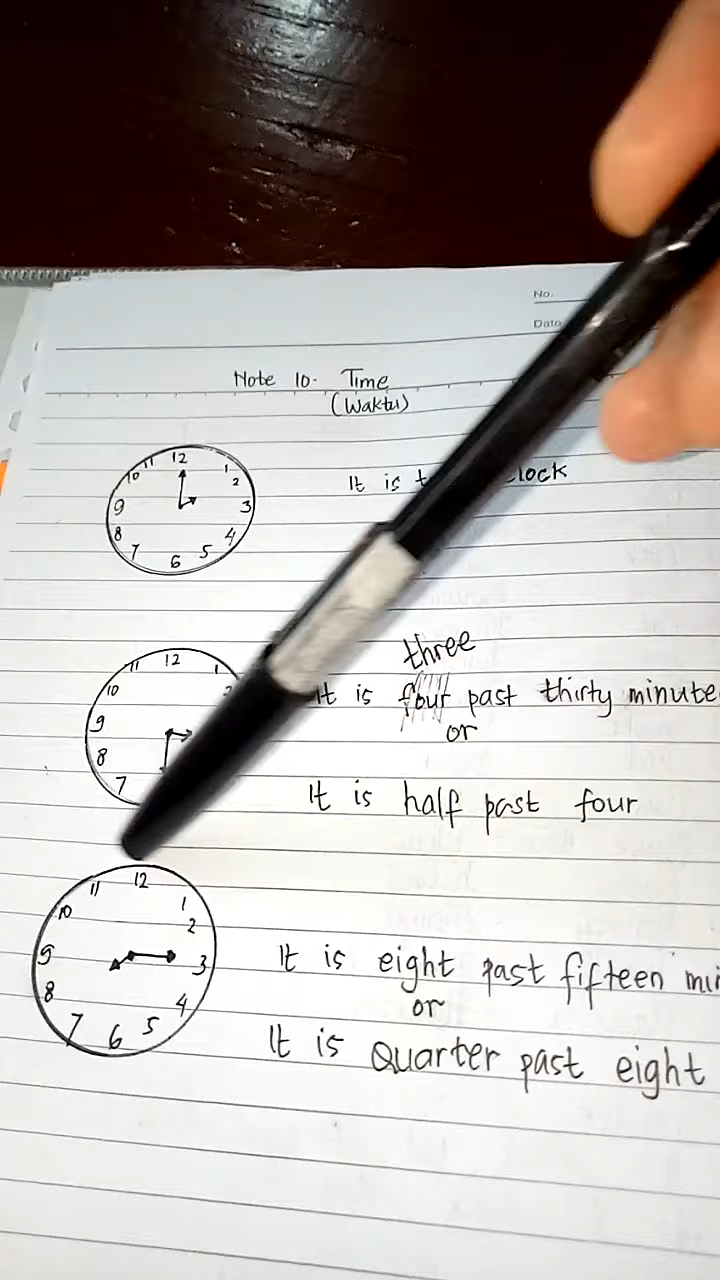 No.
Date
Note 10. Time
(Waktu)
12
11
1
10
2
It is
clock
9
3
8
4
7
5
6
three
12
11
1
10
It is four past thirty minute
9
or
8
7
It is half past four
12
11
1
10
2
9
3
It is eight past fifteen
8
4
or
7
5
6
It is Quarter past eight